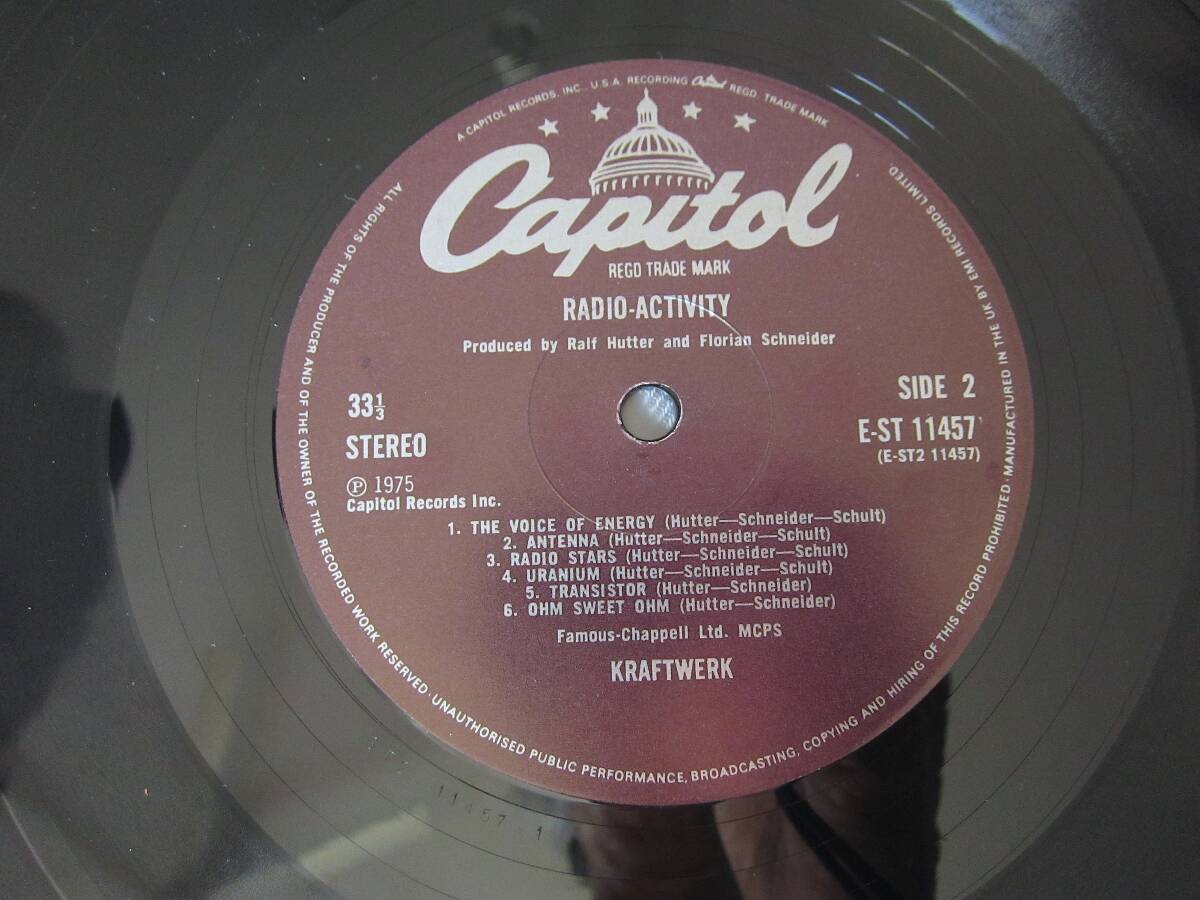 A CAPITOL RECORDS, INC., U.S.A. RECORDING Capitol REGD. TRADE MARK
Capitol
REGD TRADE MARK
RADIO-ACTIVITY
Produced by Ralf Hutter and Florian Schneider
33⅓
STEREO
Ⓟ 1975
Capitol Records Inc.
SIDE 2
E-ST 11457
(E-ST2 11457)
1. THE VOICE OF ENERGY (Hutter—Schneider—Schult)
2. ANTENNA (Hutter—Schneider—Schult)
3. RADIO STARS (Hutter—Schneider—Schult)
4. URANIUM (Hutter—Schneider—Schult)
5. TRANSISTOR (Hutter—Schneider)
6. OHM SWEET OHM (Hutter—Schneider)
Famous-Chappell Ltd. MCPS
KRAFTWERK
ALL RIGHTS OF THE PRODUCER AND OF THE OWNER OF THE RECORDED WORK RESERVED · UNAUTHORISED PUBLIC PERFORMANCE, BROADCASTING, COPYING AND HIRING OF THIS RECORD PROHIBITED · MANUFACTURED IN THE UK BY EMI RECORDS LIMITED.
11457 1